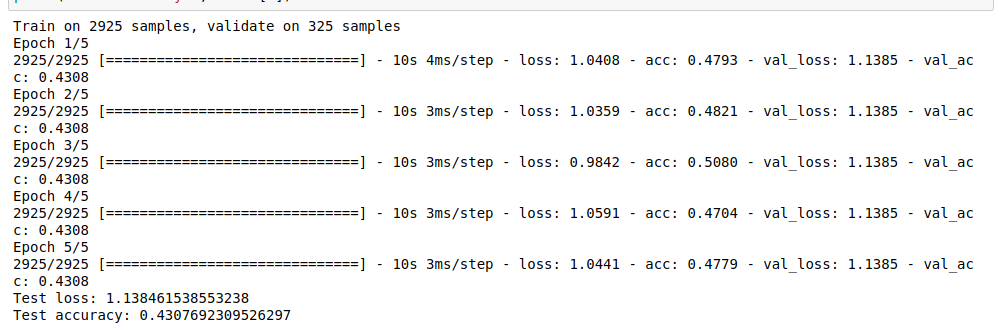 Train on 2925 samples, validate on 325 samples
Epoch 1/5
2925/2925 [==============================] - 10s 4ms/step - loss: 1.0408 - acc: 0.4793 - val_loss: 1.1385 - val_ac
c: 0.4308
Epoch 2/5
2925/2925 [==============================] - 10s 3ms/step - loss: 1.0359 - acc: 0.4821 - val_loss: 1.1385 - val_ac
c: 0.4308
Epoch 3/5
2925/2925 [==============================] - 10s 3ms/step - loss: 0.9842 - acc: 0.5080 - val_loss: 1.1385 - val_ac
c: 0.4308
Epoch 4/5
2925/2925 [==============================] - 10s 3ms/step - loss: 1.0591 - acc: 0.4704 - val_loss: 1.1385 - val_ac
c: 0.4308
Epoch 5/5
2925/2925 [==============================] - 10s 3ms/step - loss: 1.0441 - acc: 0.4779 - val_loss: 1.1385 - val_ac
c: 0.4308
Test loss: 1.138461538553238
Test accuracy: 0.4307692309526297